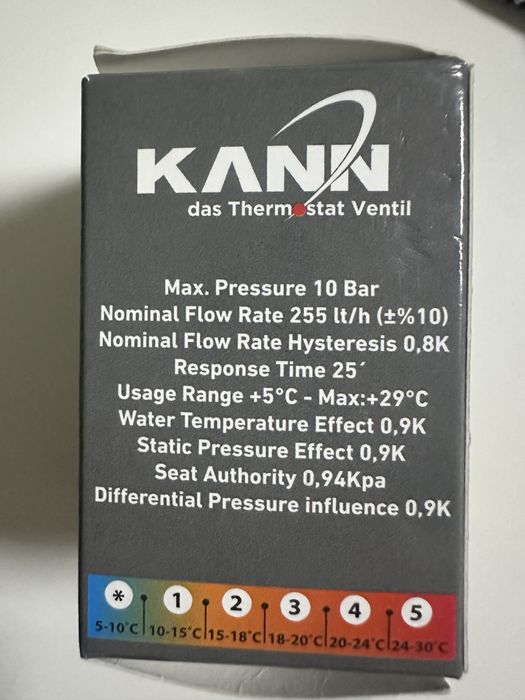 KANN
das Thermostat Ventil
Max. Pressure 10 Bar
Nominal Flow Rate 255 lt/h (±%10)
Nominal Flow Rate Hysteresis 0,8K
Response Time 25´
Usage Range +5°C - Max:+29°C
Water Temperature Effect 0,9K
Static Pressure Effect 0,9K
Seat Authority 0,94Kpa
Differential Pressure influence 0,9K
* 1 2 3 4 5
5-10°C 10-15°C 15-18°C 18-20°C 20-24°C 24-30°C